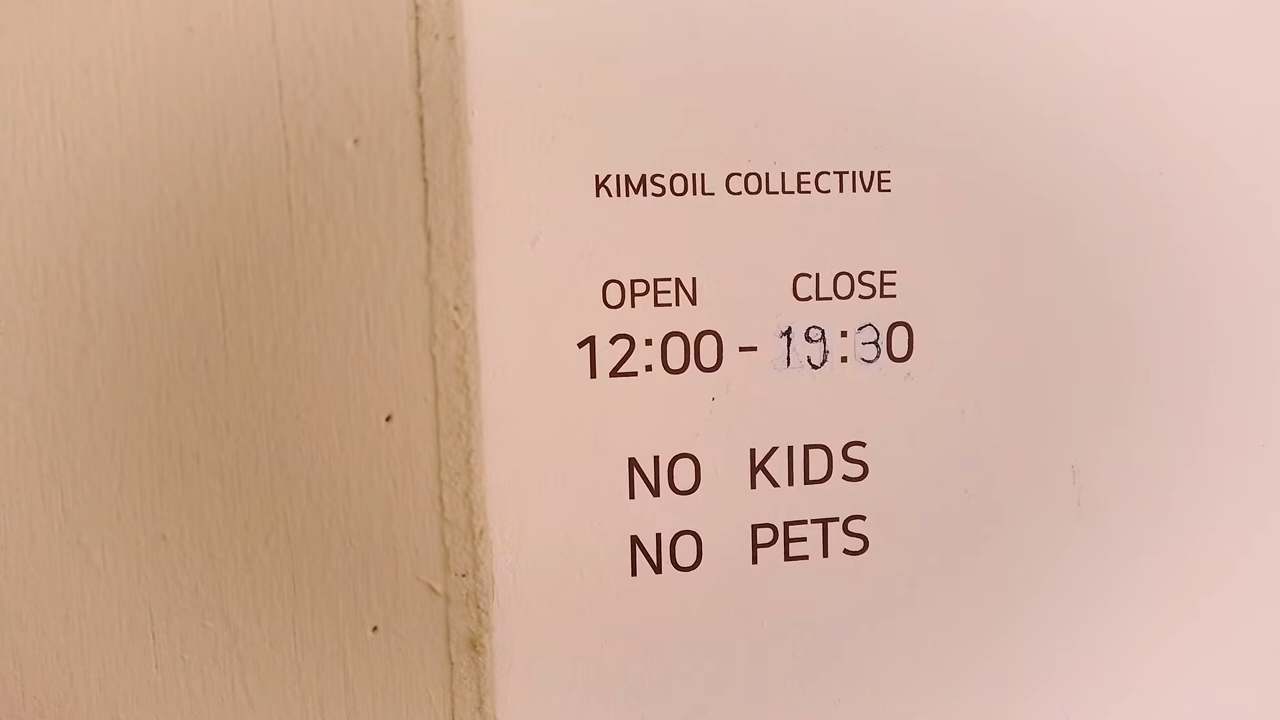 KIMSOIL COLLECTIVE
OPEN CLOSE
12:00 - 19:30
NO KIDS
NO PETS